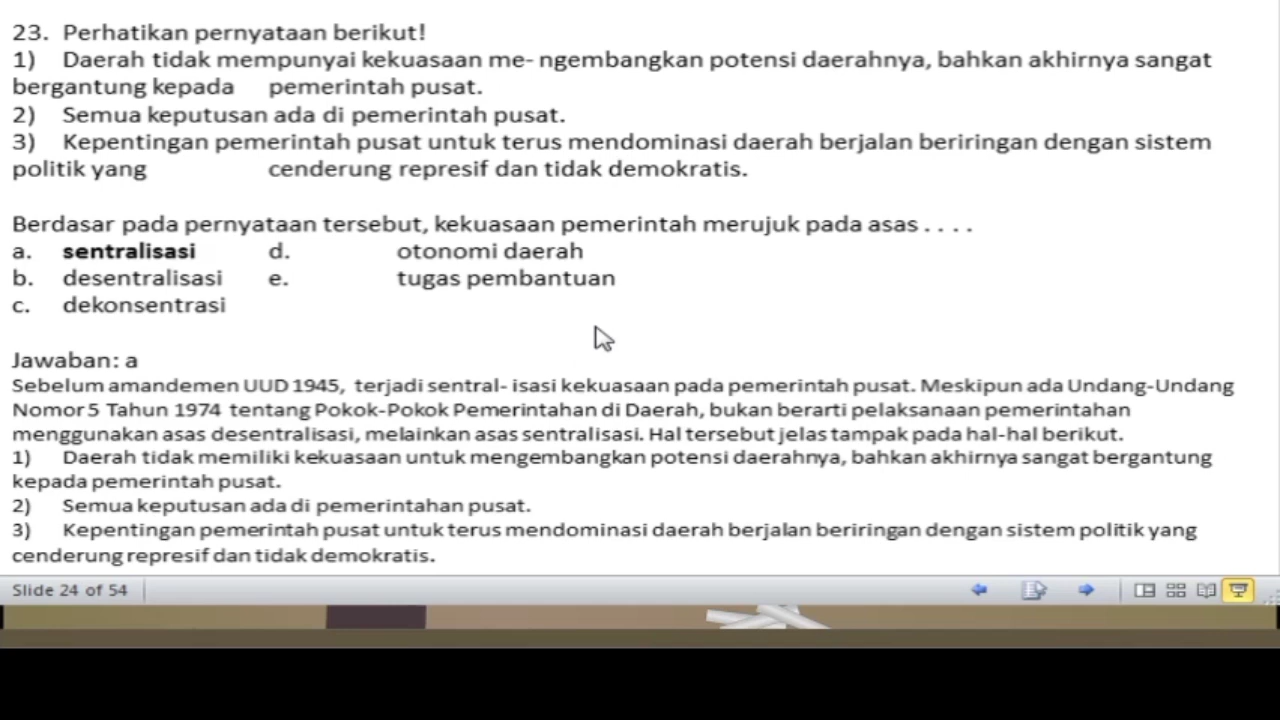 23. Perhatikan pernyataan berikut!
1) Daerah tidak mempunyai kekuasaan me- ngembangkan potensi daerahnya, bahkan akhirnya sangat
bergantung kepada pemerintah pusat.
2) Semua keputusan ada di pemerintah pusat.
3) Kepentingan pemerintah pusat untuk terus mendominasi daerah berjalan beriringan dengan sistem
politik yang cenderung represif dan tidak demokratis.
Berdasar pada pernyataan tersebut, kekuasaan pemerintah merujuk pada asas . . . .
a. sentralisasi d. otonomi daerah
b. desentralisasi e. tugas pembantuan
c. dekonsentrasi
Jawaban: a
Sebelum amandemen UUD 1945, terjadi sentral- isasi kekuasaan pada pemerintah pusat. Meskipun ada Undang-Undang
Nomor 5 Tahun 1974 tentang Pokok-Pokok Pemerintahan di Daerah, bukan berarti pelaksanaan pemerintahan
menggunakan asas desentralisasi, melainkan asas sentralisasi. Hal tersebut jelas tampak pada hal-hal berikut.
1) Daerah tidak memiliki kekuasaan untuk mengembangkan potensi daerahnya, bahkan akhirnya sangat bergantung
kepada pemerintah pusat.
2) Semua keputusan ada di pemerintahan pusat.
3) Kepentingan pemerintah pusat untuk terus mendominasi daerah berjalan beriringan dengan sistem politik yang
cenderung represif dan tidak demokratis.
Slide 24 of 54